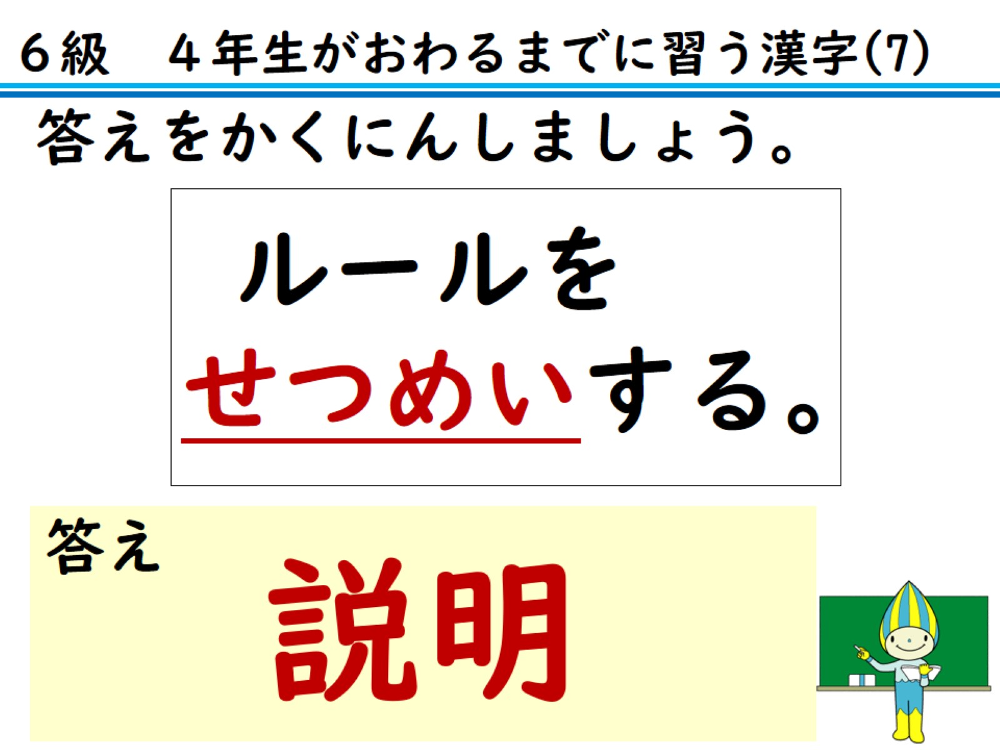 ６級　４年生がおわるまでに習う漢字(7)
答えをかくにんしましょう。
ルールを
せつめいする。
答え
説明